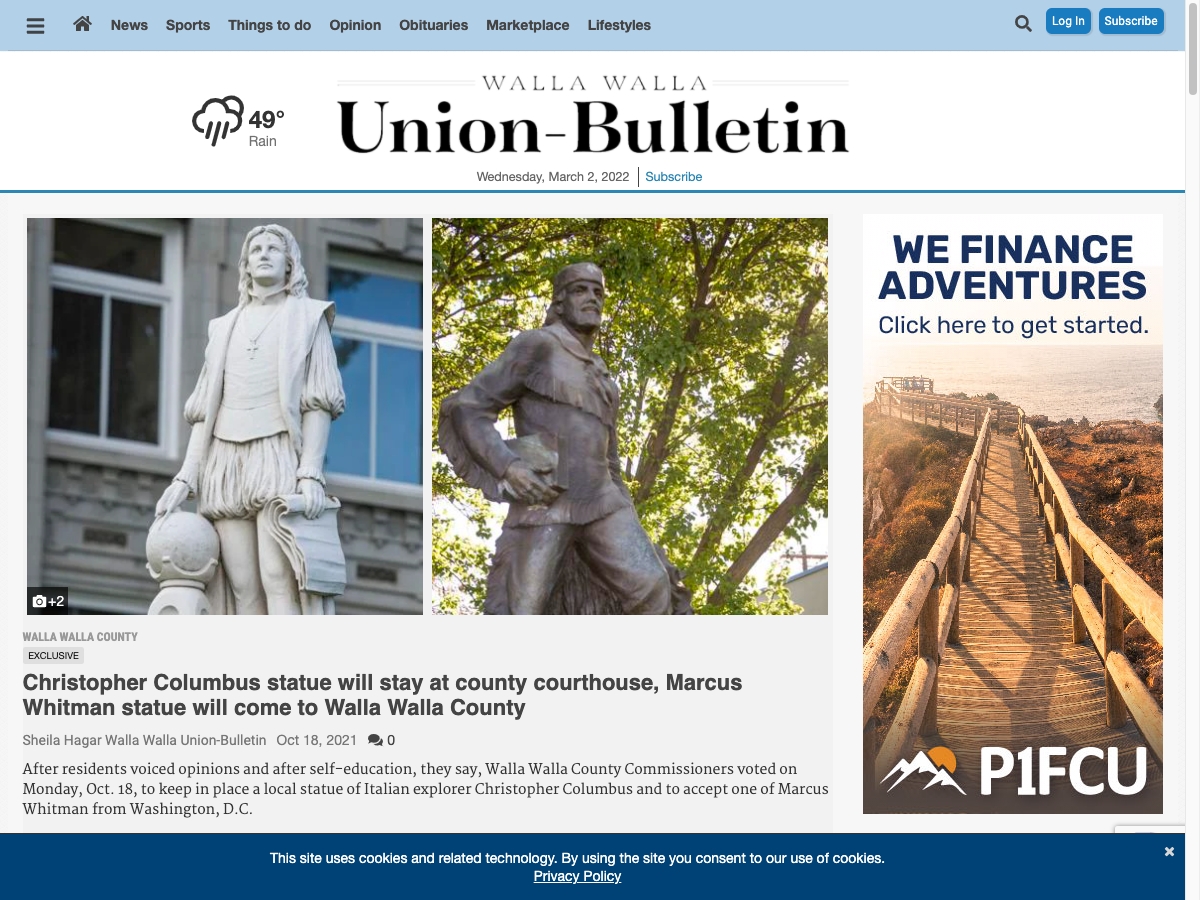 News Sports Things to do Opinion Obituaries Marketplace Lifestyles
Log In Subscribe
49°
Rain
WALLA WALLA
Union-Bulletin
Wednesday, March 2, 2022 Subscribe
WE FINANCE
ADVENTURES
Click here to get started.
P1FCU
+2
WALLA WALLA COUNTY
EXCLUSIVE
Christopher Columbus statue will stay at county courthouse, Marcus
Whitman statue will come to Walla Walla County
Sheila Hagar Walla Walla Union-Bulletin Oct 18, 2021 0
After residents voiced opinions and after self-education, they say, Walla Walla County Commissioners voted on
Monday, Oct. 18, to keep in place a local statue of Italian explorer Christopher Columbus and to accept one of Marcus
Whitman from Washington, D.C.
This site uses cookies and related technology. By using the site you consent to our use of cookies.
Privacy Policy